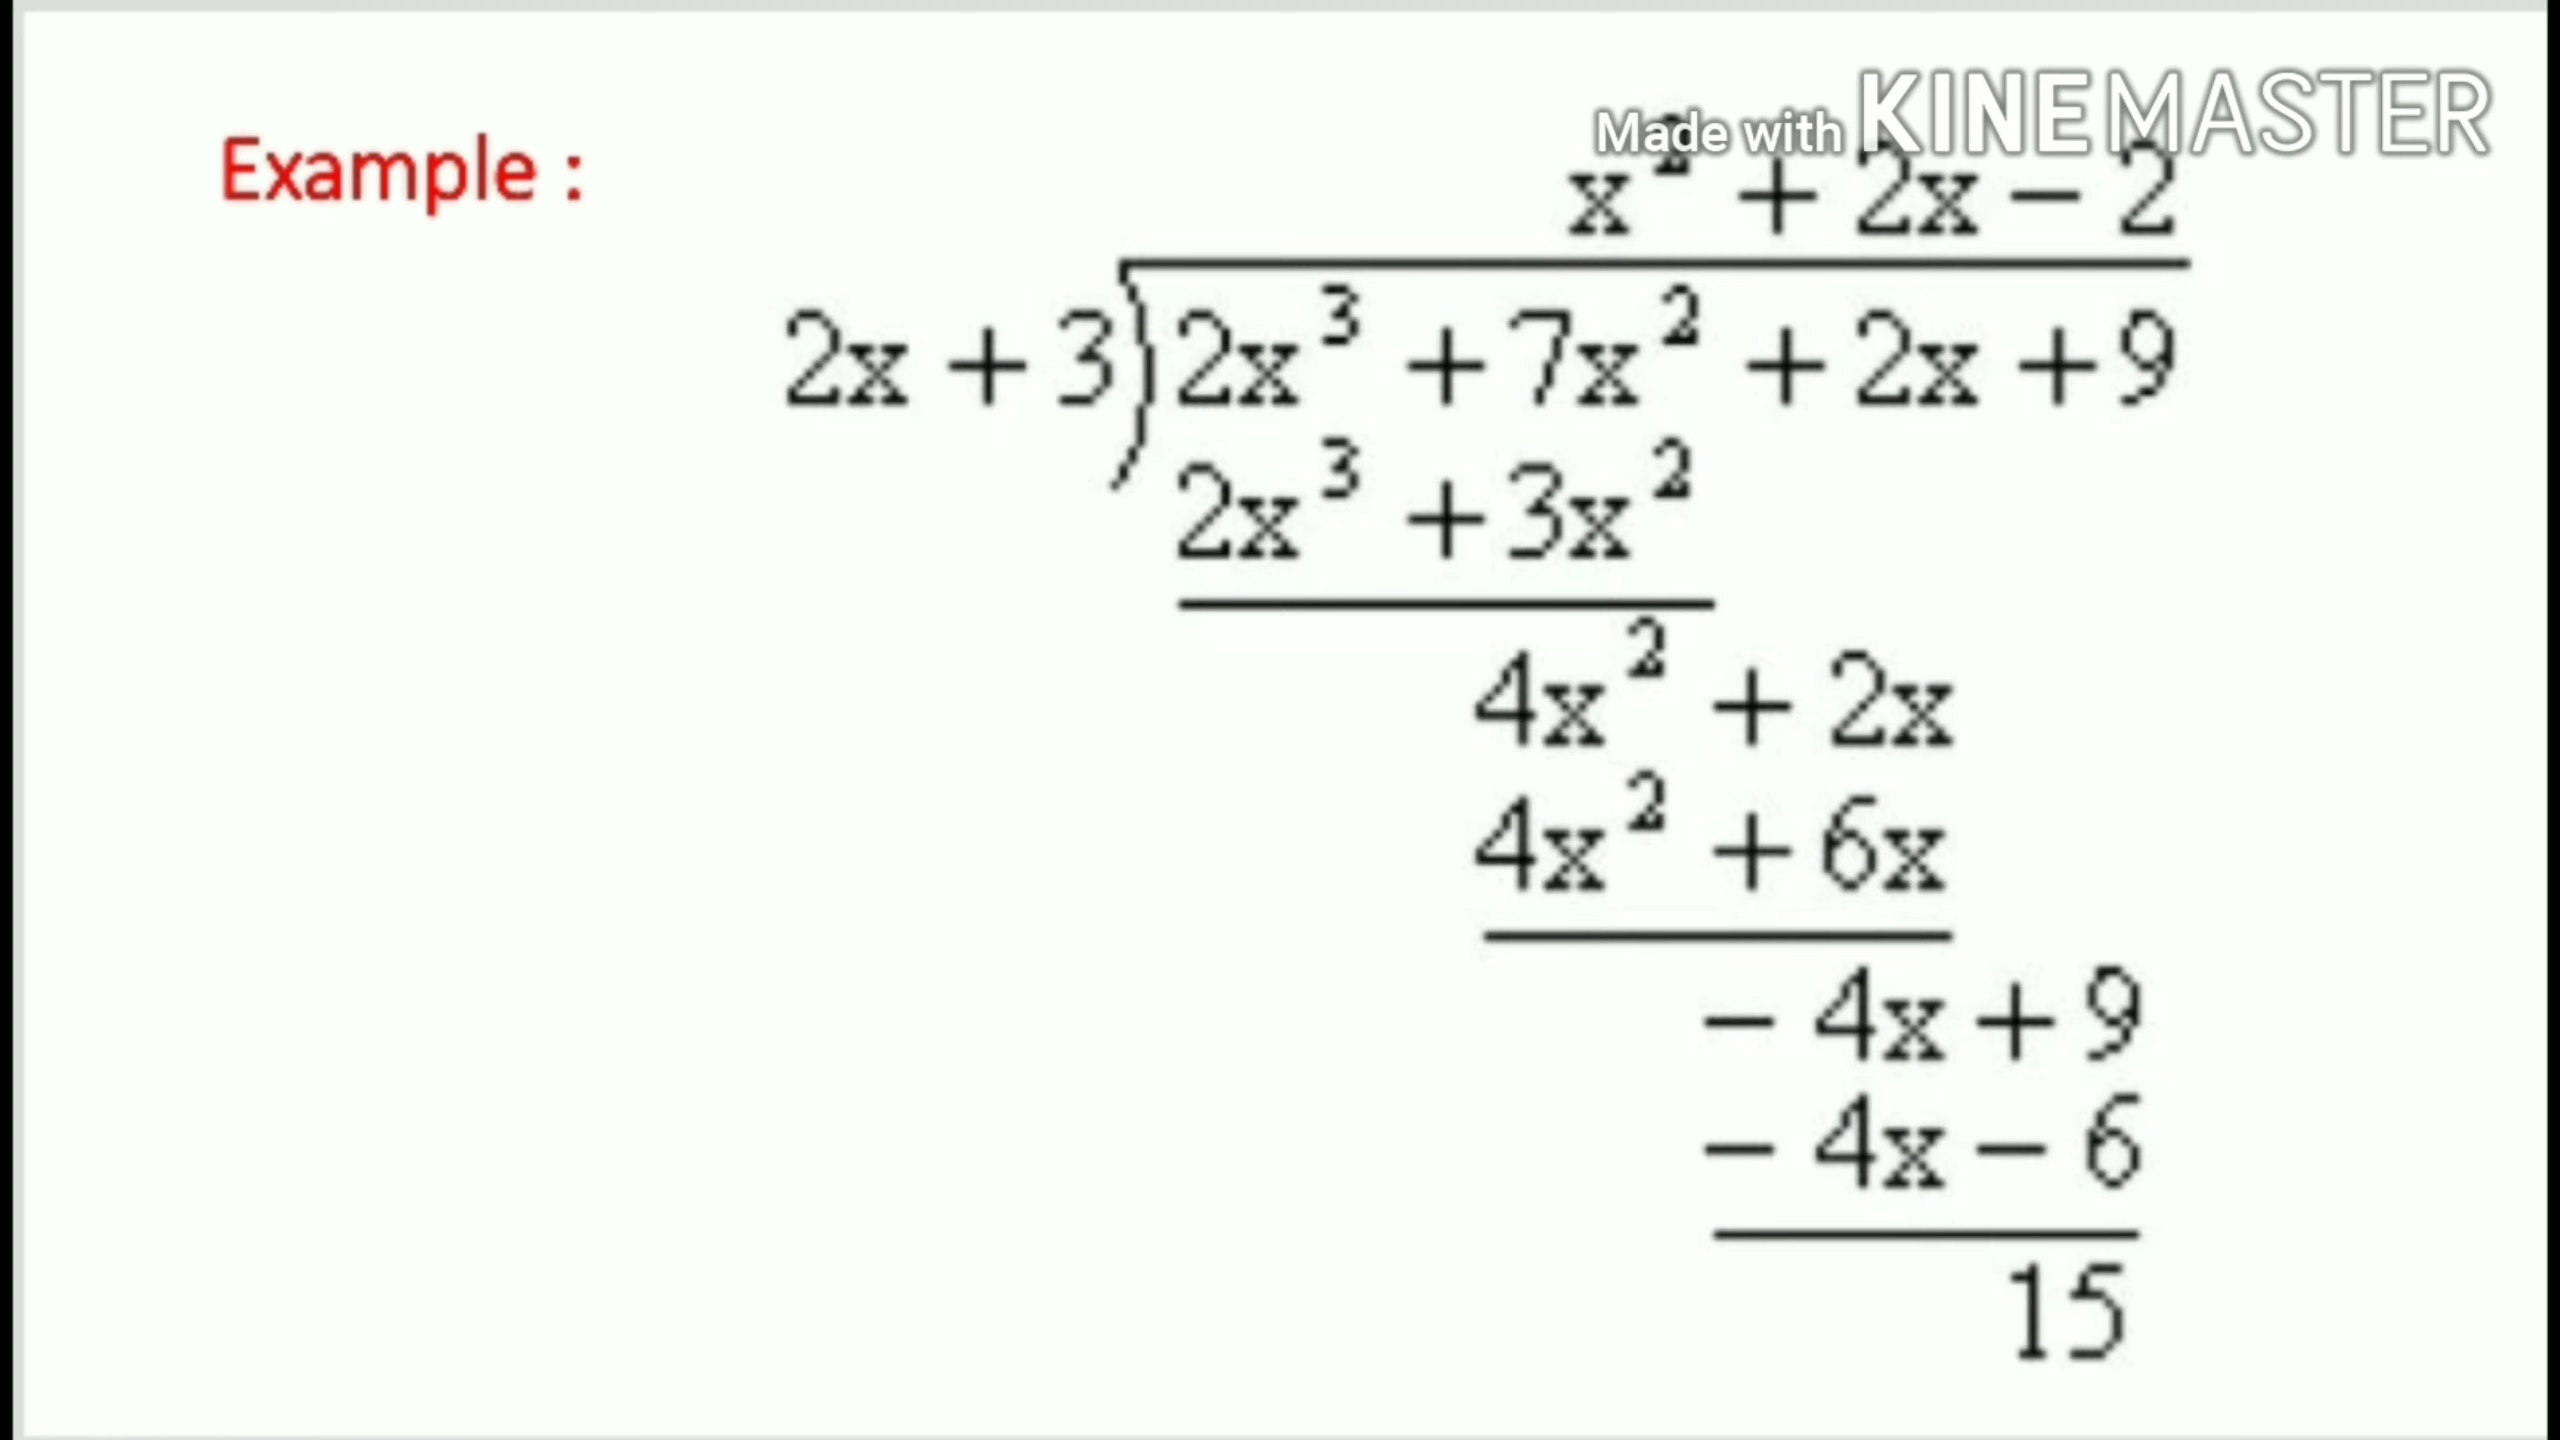 Made with KINEMASTER
Example :
x² + 2x − 2
2x + 3)2x³ + 7x² + 2x + 9
2x³ + 3x²
4x² + 2x
4x² + 6x
− 4x + 9
− 4x − 6
15